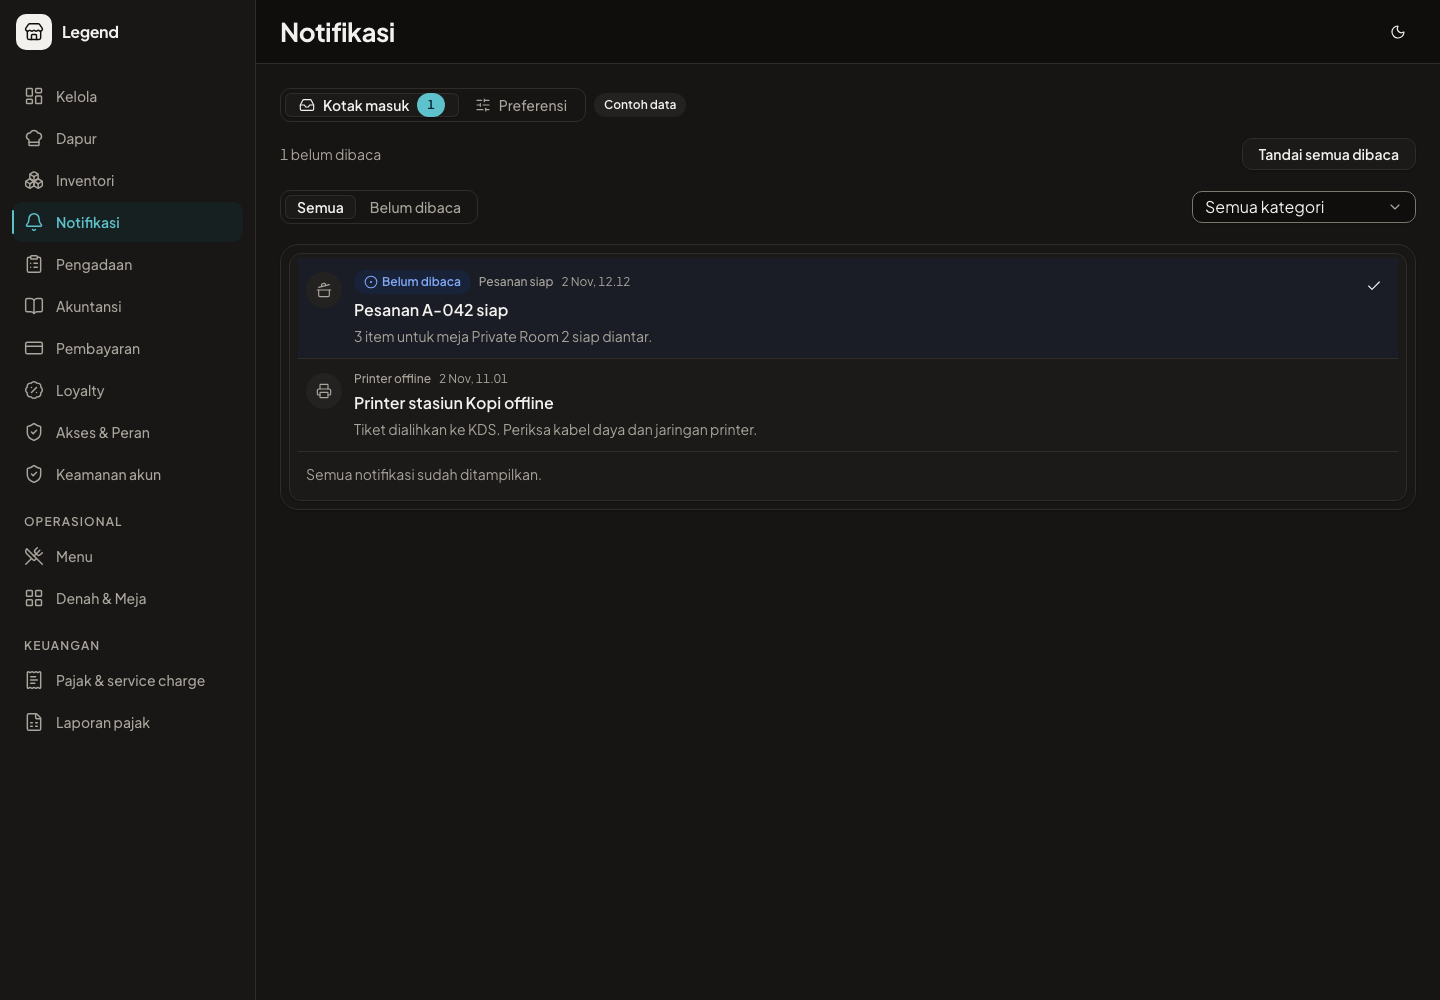 Legend
Kelola
Dapur
Inventori
Notifikasi
Pengadaan
Akuntansi
Pembayaran
Loyalty
Akses & Peran
Keamanan akun
OPERASIONAL
Menu
Denah & Meja
KEUANGAN
Pajak & service charge
Laporan pajak
Notifikasi
Kotak masuk 1 Preferensi Contoh data
1 belum dibaca Tandai semua dibaca
Semua Belum dibaca Semua kategori
Belum dibaca Pesanan siap 2 Nov, 12.12
Pesanan A-042 siap
3 item untuk meja Private Room 2 siap diantar.
Printer offline 2 Nov, 11.01
Printer stasiun Kopi offline
Tiket dialihkan ke KDS. Periksa kabel daya dan jaringan printer.
Semua notifikasi sudah ditampilkan.